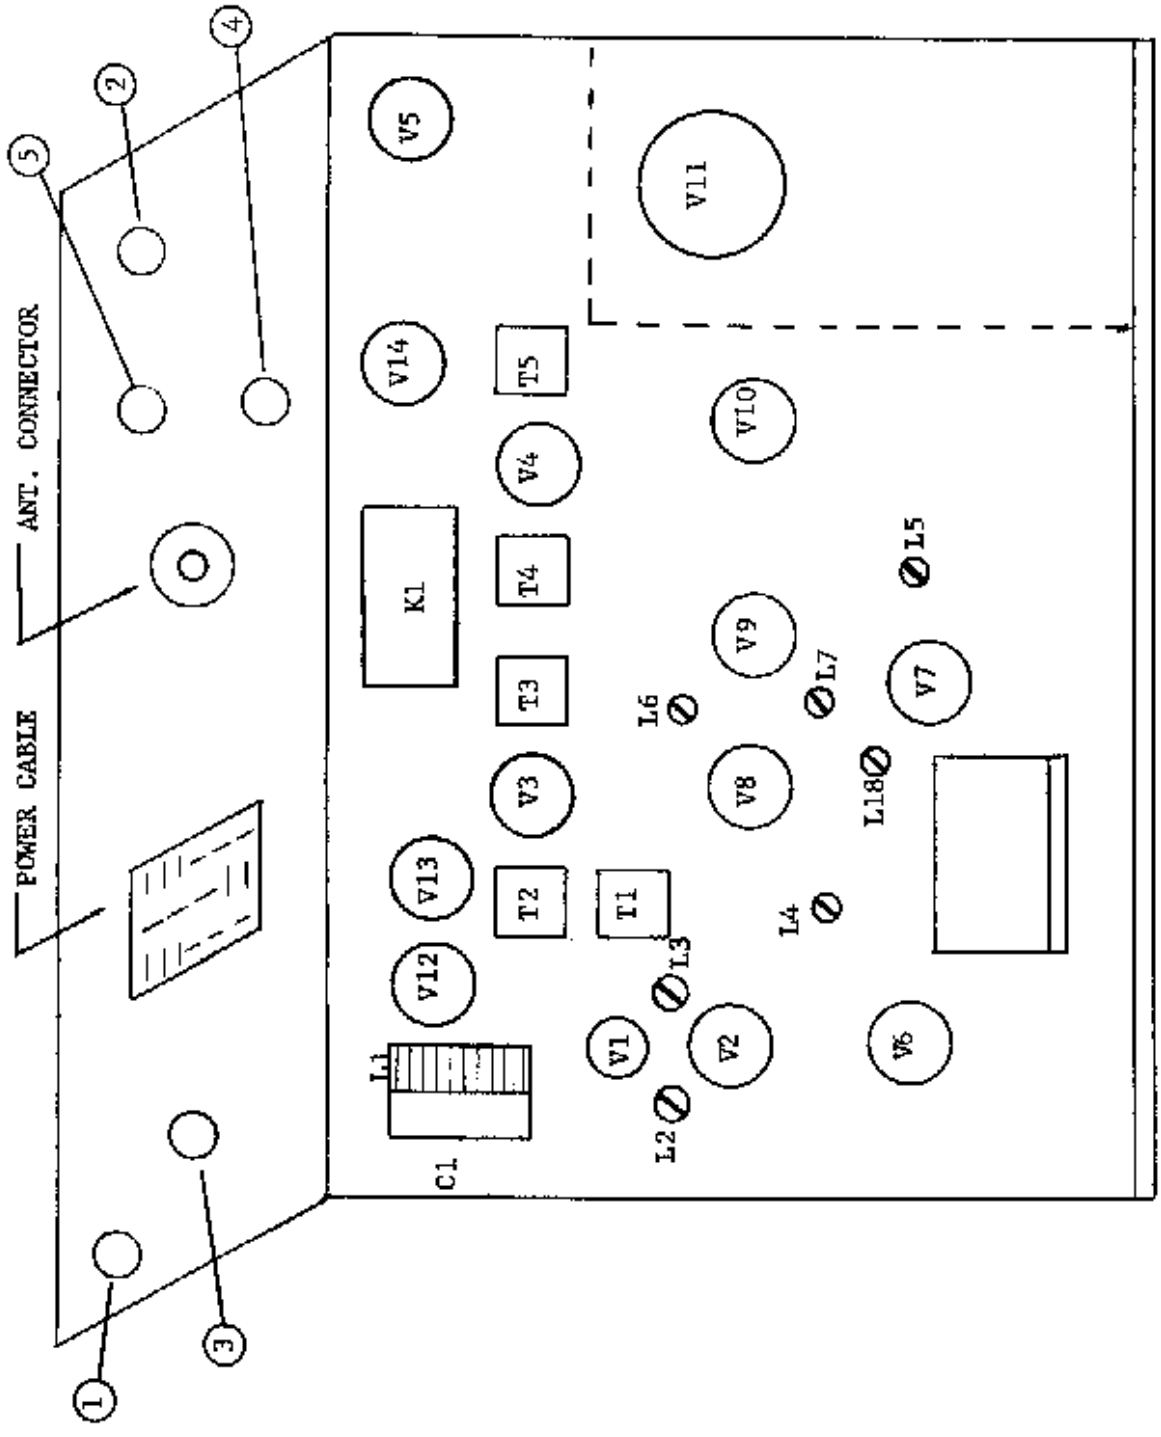 POWER CABLE
ANT. CONNECTOR
5
1
2
3
4
L1
V12
V13
K1
V14
V5
C1
T2
V3
T3
T4
V4
T5
V1
T1
L2
L3
L6
V11
V2
V8
V9
V10
L4
L7
L18
V6
V7
L5